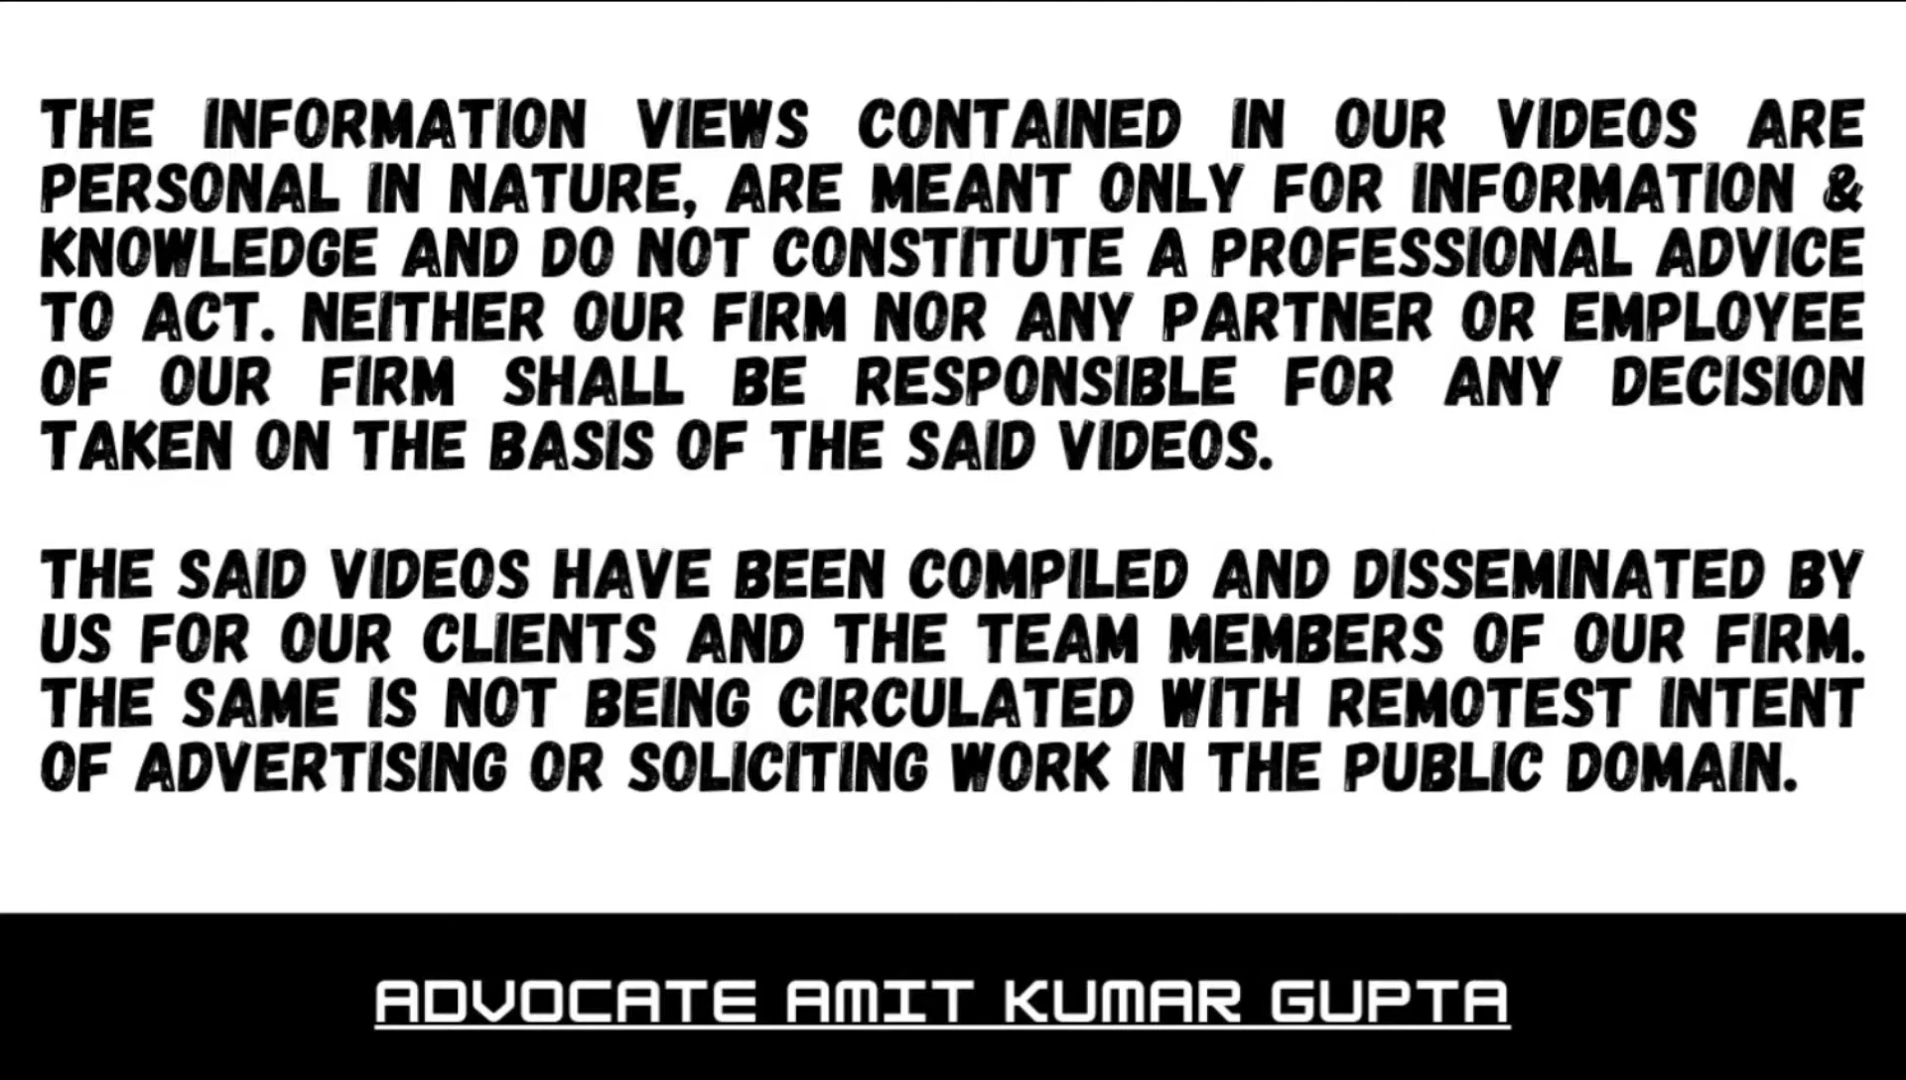 THE INFORMATION VIEWS CONTAINED IN OUR VIDEOS ARE
PERSONAL IN NATURE, ARE MEANT ONLY FOR INFORMATION &
KNOWLEDGE AND DO NOT CONSTITUTE A PROFESSIONAL ADVICE
TO ACT. NEITHER OUR FIRM NOR ANY PARTNER OR EMPLOYEE
OF OUR FIRM SHALL BE RESPONSIBLE FOR ANY DECISION
TAKEN ON THE BASIS OF THE SAID VIDEOS.
THE SAID VIDEOS HAVE BEEN COMPILED AND DISSEMINATED BY
US FOR OUR CLIENTS AND THE TEAM MEMBERS OF OUR FIRM.
THE SAME IS NOT BEING CIRCULATED WITH REMOTEST INTENT
OF ADVERTISING OR SOLICITING WORK IN THE PUBLIC DOMAIN.
ADVOCATE AMIT KUMAR GUPTA